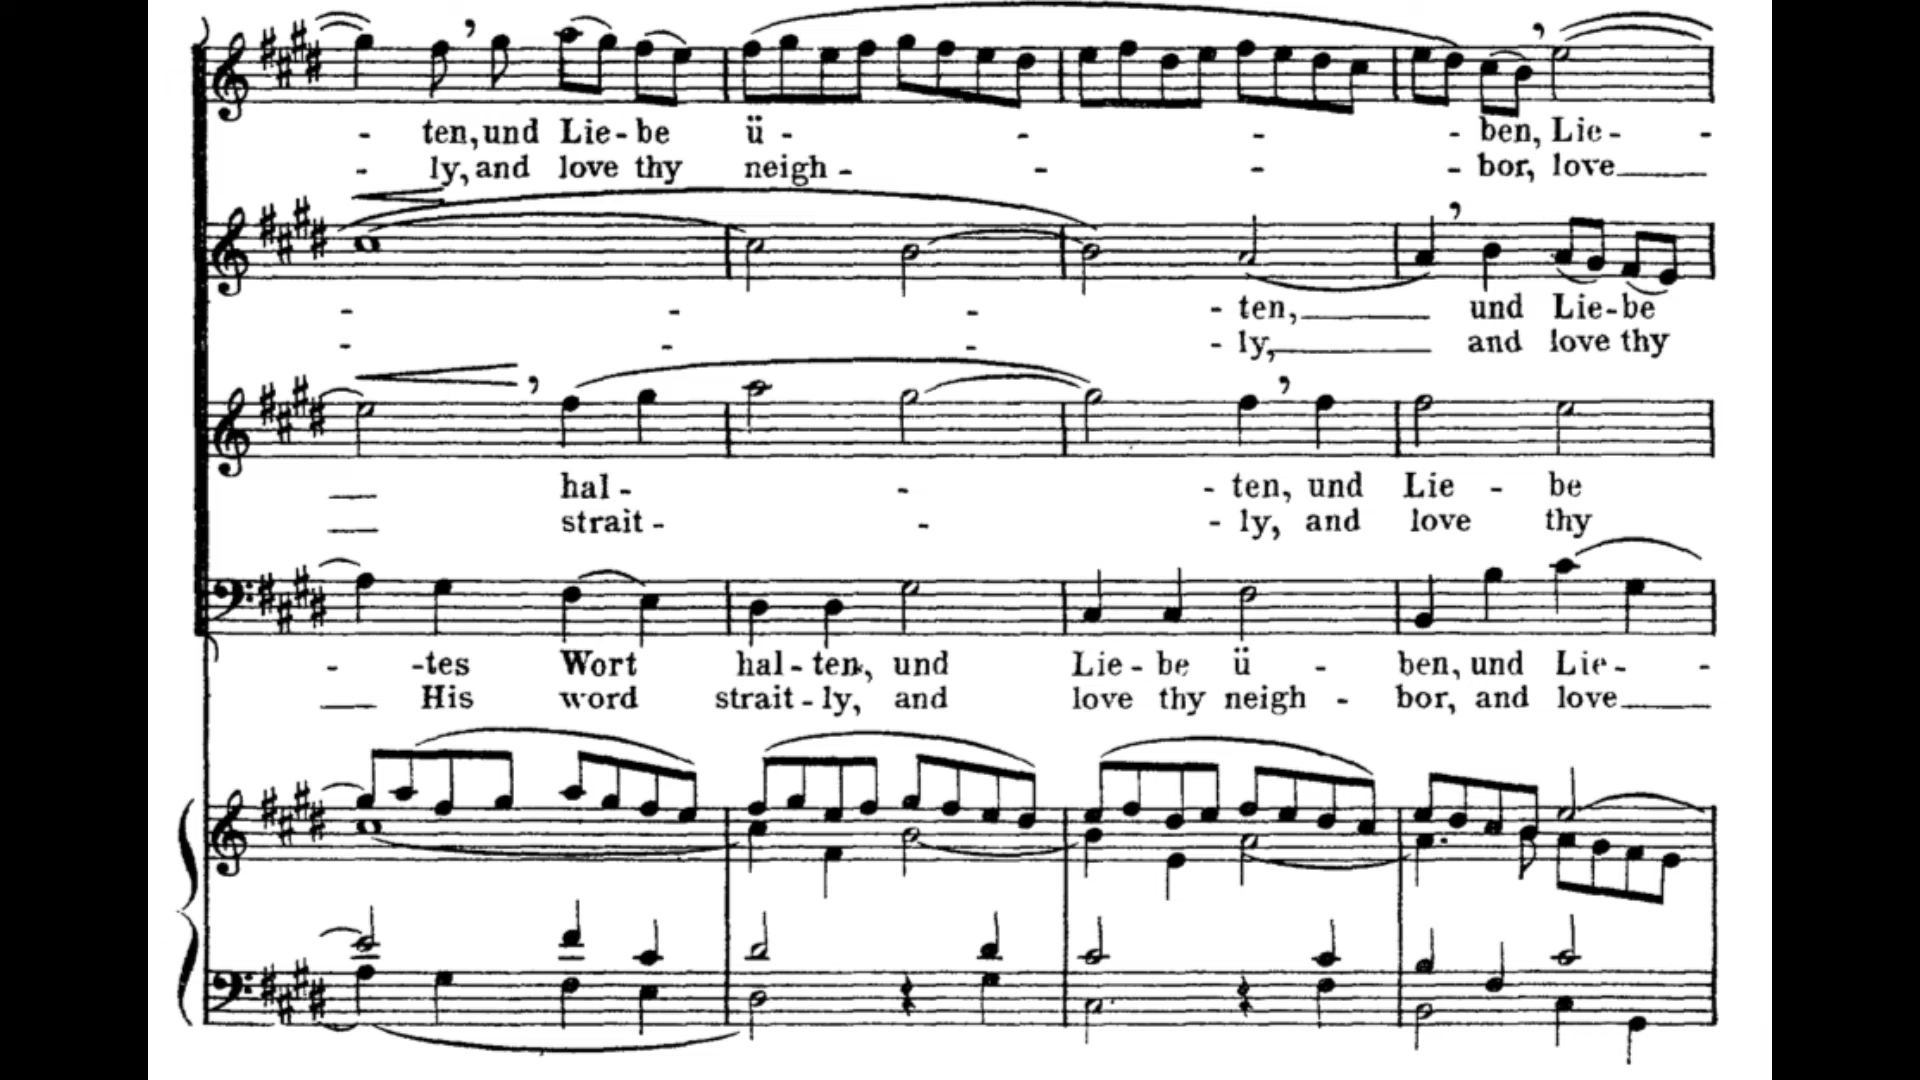 - ten, und Lie - be ü - - - - ben, Lie - -
- ly, and love thy neigh - - - - bor, love
- - - - ten, und Lie - be
- - - - ly, and love thy
hal - - - ten, und Lie - be
strait - - - ly, and love thy
- -tes Wort hal - ten, und Lie - be ü - ben, und Lie - -
His word strait - ly, and love thy neigh - bor, and love